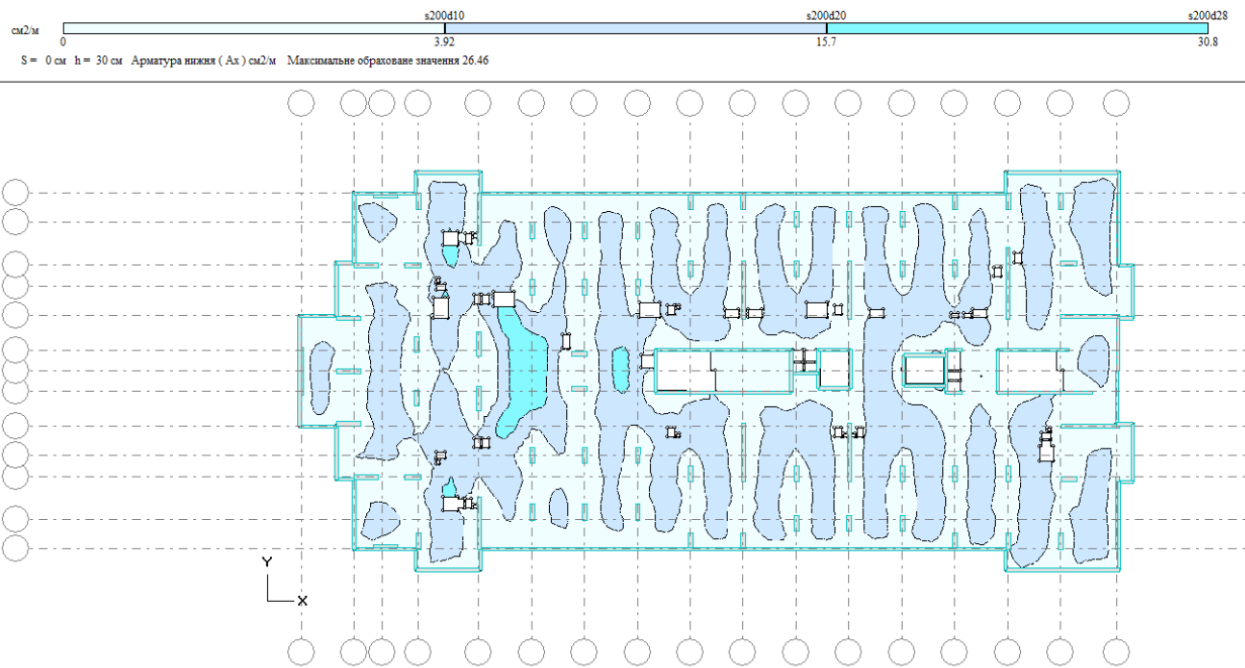 s200d10 s200d20 s200d28
см2/м
0 3.92 15.7 30.8
S = 0 см h = 30 см Арматура нижня ( Ax ) см2/м Максимальне обраховане значення 26.46
Y
X